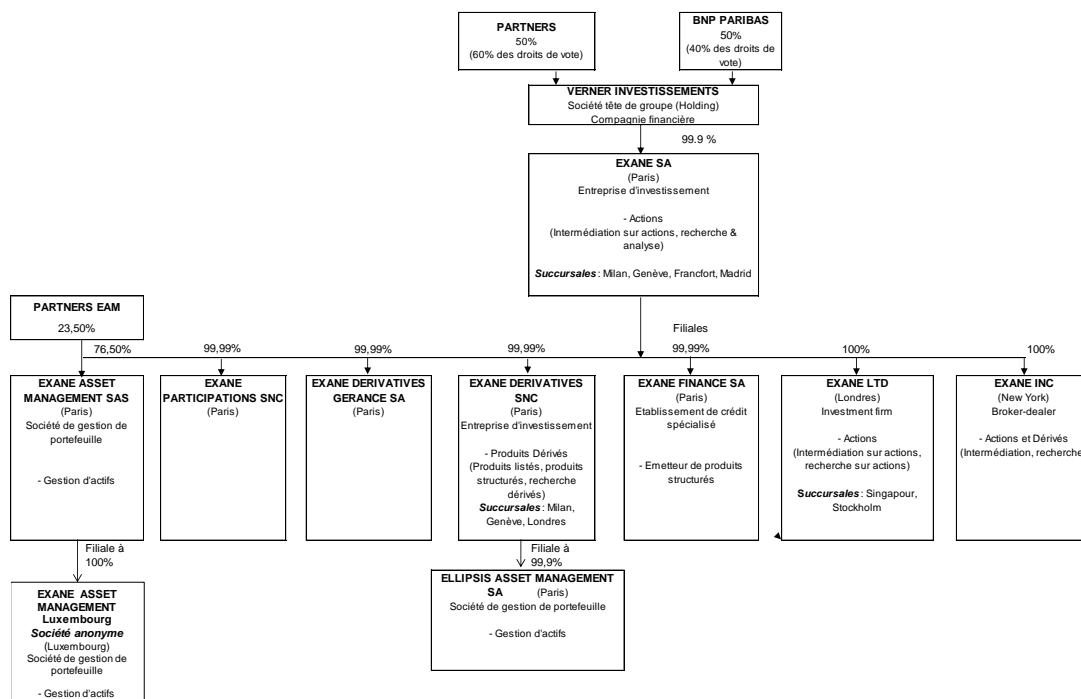 PARTNERS
50%
(60% des droits de vote)
BNP PARIBAS
50%
(40% des droits de
vote)
VERNER INVESTISSEMENTS
Société tête de groupe (Holding)
Compagnie financière
99.9 %
EXANE SA
(Paris)
Entreprise d'investissement
- Actions
(Intermédiation sur actions, recherche &
analyse)
Succursales : Milan, Genève, Francfort, Madrid
PARTNERS EAM
23,50%
Filiales
76,50%
99,99%
99,99%
99,99%
99,99%
100%
100%
EXANE ASSET
MANAGEMENT SAS
(Paris)
Société de gestion de
portefeuille
- Gestion d'actifs
EXANE
PARTICIPATIONS SNC
(Paris)
EXANE DERIVATIVES
GERANCE SA
(Paris)
EXANE DERIVATIVES
SNC
(Paris)
Entreprise d'investissement
- Produits Dérivés
(Produits listés, produits
structurés, recherche
dérivés)
Succursales : Milan,
Genève, Londres
EXANE FINANCE SA
(Paris)
Etablissement de crédit
spécialisé
- Emetteur de produits
structurés
EXANE LTD
(Londres)
Investment firm
- Actions
(Intermédiation sur actions,
recherche sur actions)
Succursales : Singapour,
Stockholm
EXANE INC
(New York)
Broker-dealer
- Actions et Dérivés
(Intermédiation, recherche
Filiale à
100%
Filiale à
99,9%
EXANE ASSET
MANAGEMENT
Luxembourg
Société anonyme
(Luxembourg)
Société de gestion de
portefeuille
- Gestion d'actifs
ELLIPSIS ASSET MANAGEMENT
SA (Paris)
Société de gestion de portefeuille
- Gestion d'actifs